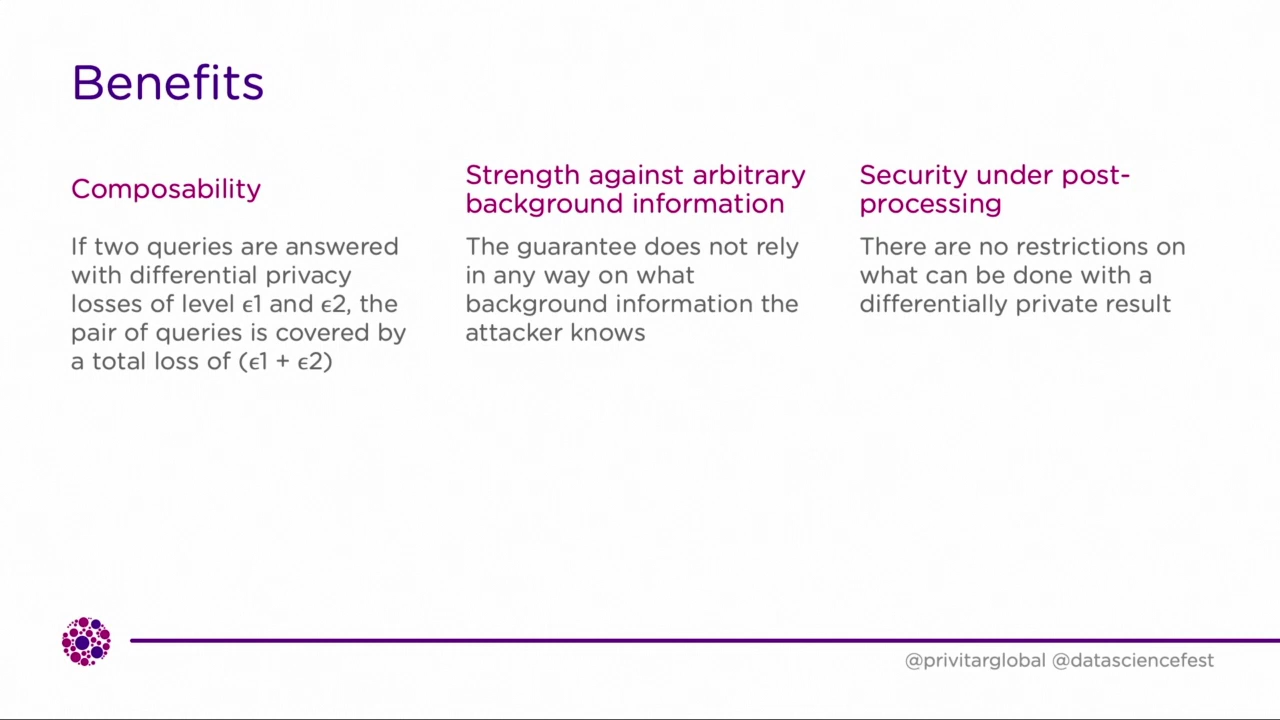 Benefits
Composability
If two queries are answered
with differential privacy
losses of level ϵ1 and ϵ2, the
pair of queries is covered by
a total loss of (ϵ1 + ϵ2)
Strength against arbitrary
background information
The guarantee does not rely
in any way on what
background information the
attacker knows
Security under post-
processing
There are no restrictions on
what can be done with a
differentially private result
@privitarglobal @datasciencefest